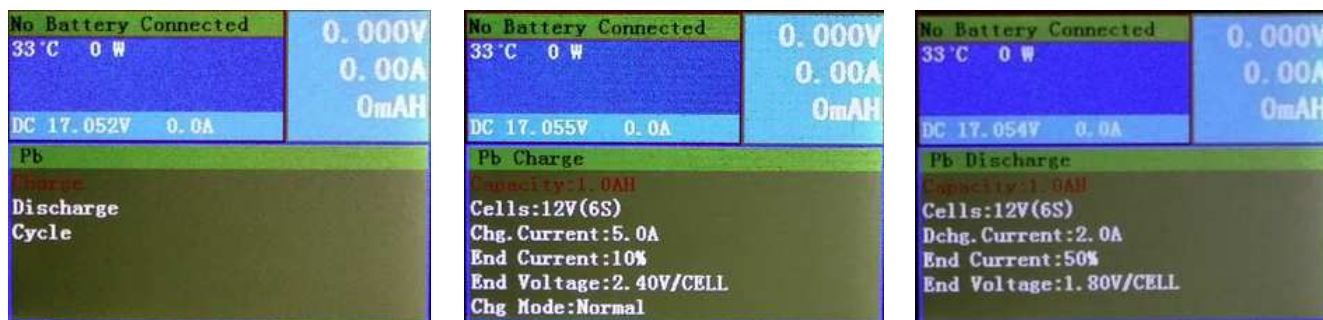 No Battery Connected
33°C 0 W
DC 17.052V 0.0A
0.000V
0.00A
0mAH
Pb
Charge
Discharge
Cycle
No Battery Connected
33°C 0 W
DC 17.055V 0.0A
0.000V
0.00A
0mAH
Pb Charge
Capacity:1.0AH
Cells:12V(6S)
Chg.Current:5.0A
End Current:10%
End Voltage:2.40V/CELL
Chg Mode:Normal
No Battery Connected
33°C 0 W
DC 17.054V 0.0A
0.000V
0.00A
0mAH
Pb Discharge
Capacity:1.0AH
Cells:12V(6S)
Dchg.Current:2.0A
End Current:50%
End Voltage:1.80V/CELL